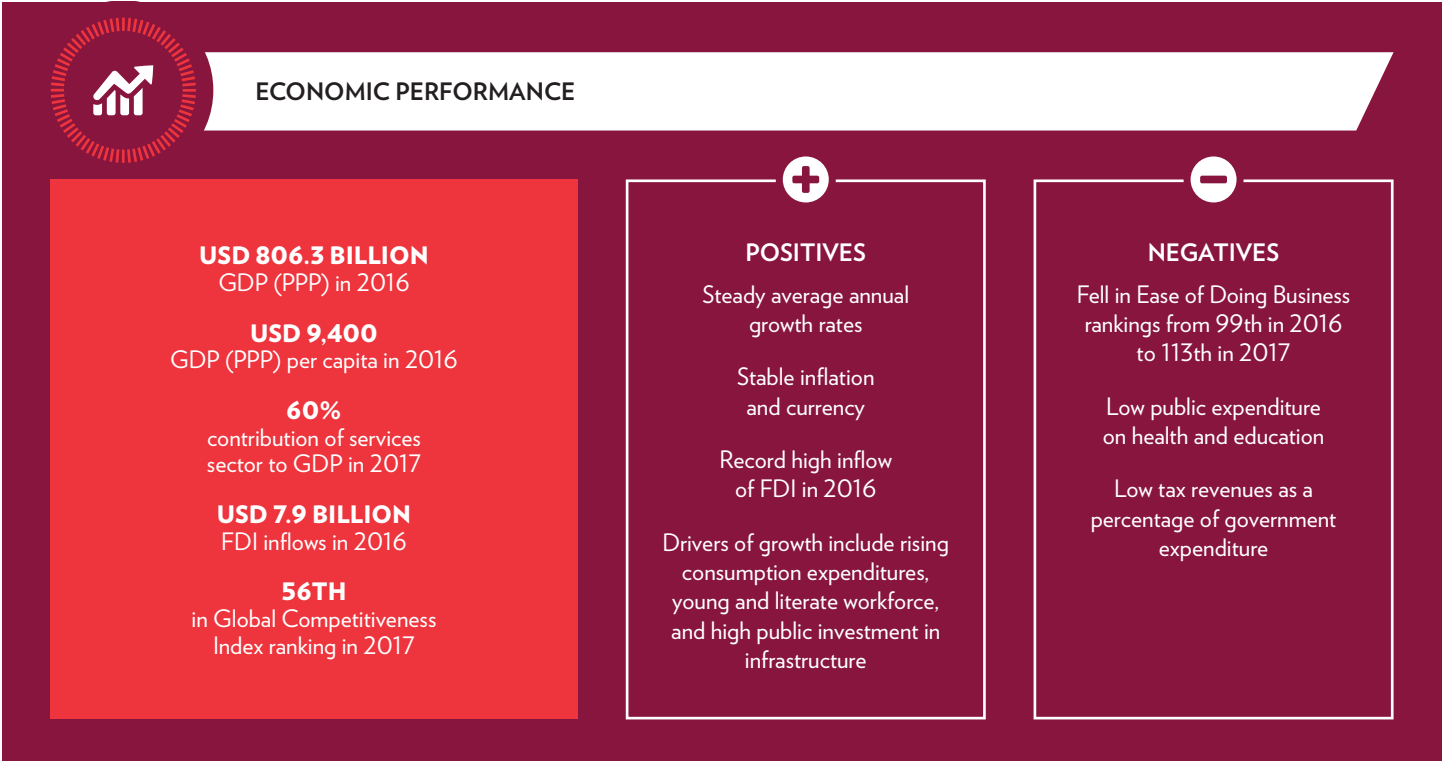 ECONOMIC PERFORMANCE
USD 806.3 BILLION
GDP (PPP) in 2016
USD 9,400
GDP (PPP) per capita in 2016
60%
contribution of services
sector to GDP in 2017
USD 7.9 BILLION
FDI inflows in 2016
56TH
in Global Competitiveness
Index ranking in 2017
POSITIVES
Steady average annual
growth rates
Stable inflation
and currency
Record high inflow
of FDI in 2016
Drivers of growth include rising
consumption expenditures,
young and literate workforce,
and high public investment in
infrastructure
NEGATIVES
Fell in Ease of Doing Business
rankings from 99th in 2016
to 113th in 2017
Low public expenditure
on health and education
Low tax revenues as a
percentage of government
expenditure